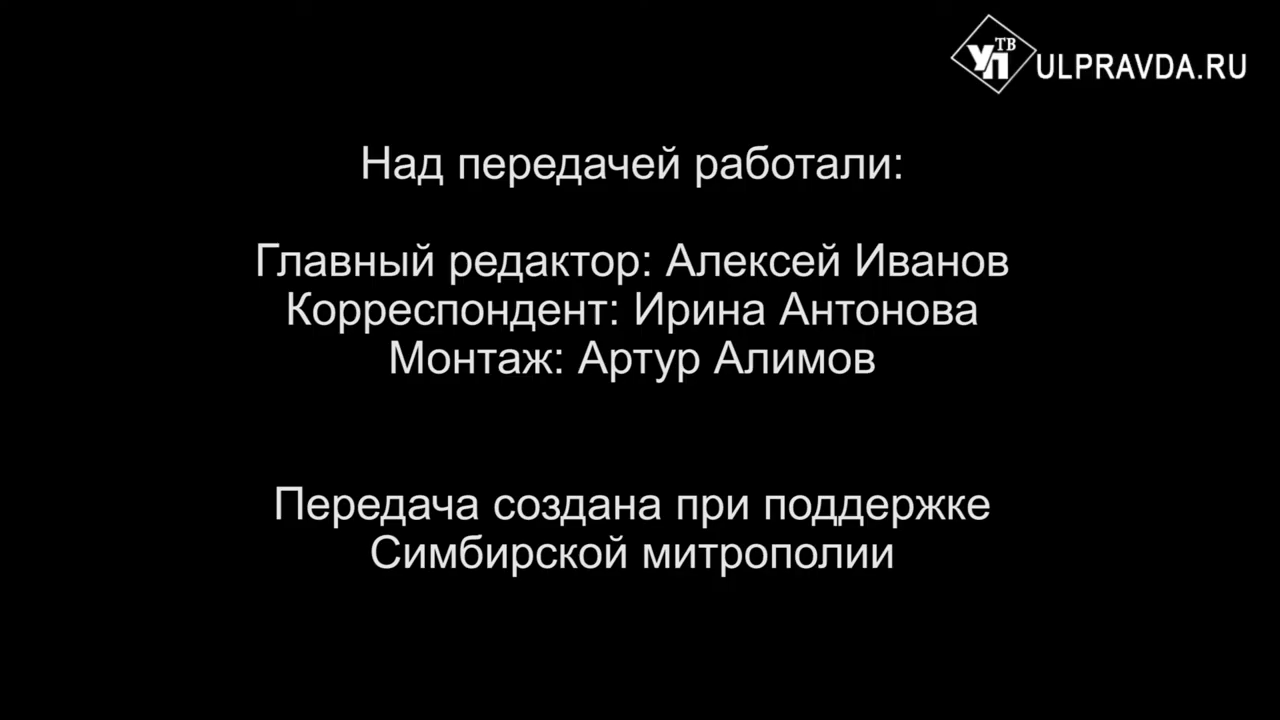 УП ТВ ULPRAVDA.RU
Над передачей работали:
Главный редактор: Алексей Иванов
Корреспондент: Ирина Антонова
Монтаж: Артур Алимов
Передача создана при поддержке
Симбирской митрополии